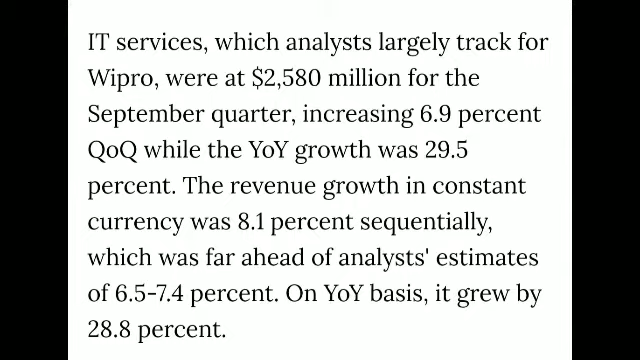 IT services, which analysts largely track for
Wipro, were at $2,580 million for the
September quarter, increasing 6.9 percent
QoQ while the YoY growth was 29.5
percent. The revenue growth in constant
currency was 8.1 percent sequentially,
which was far ahead of analysts' estimates
of 6.5-7.4 percent. On YoY basis, it grew by
28.8 percent.